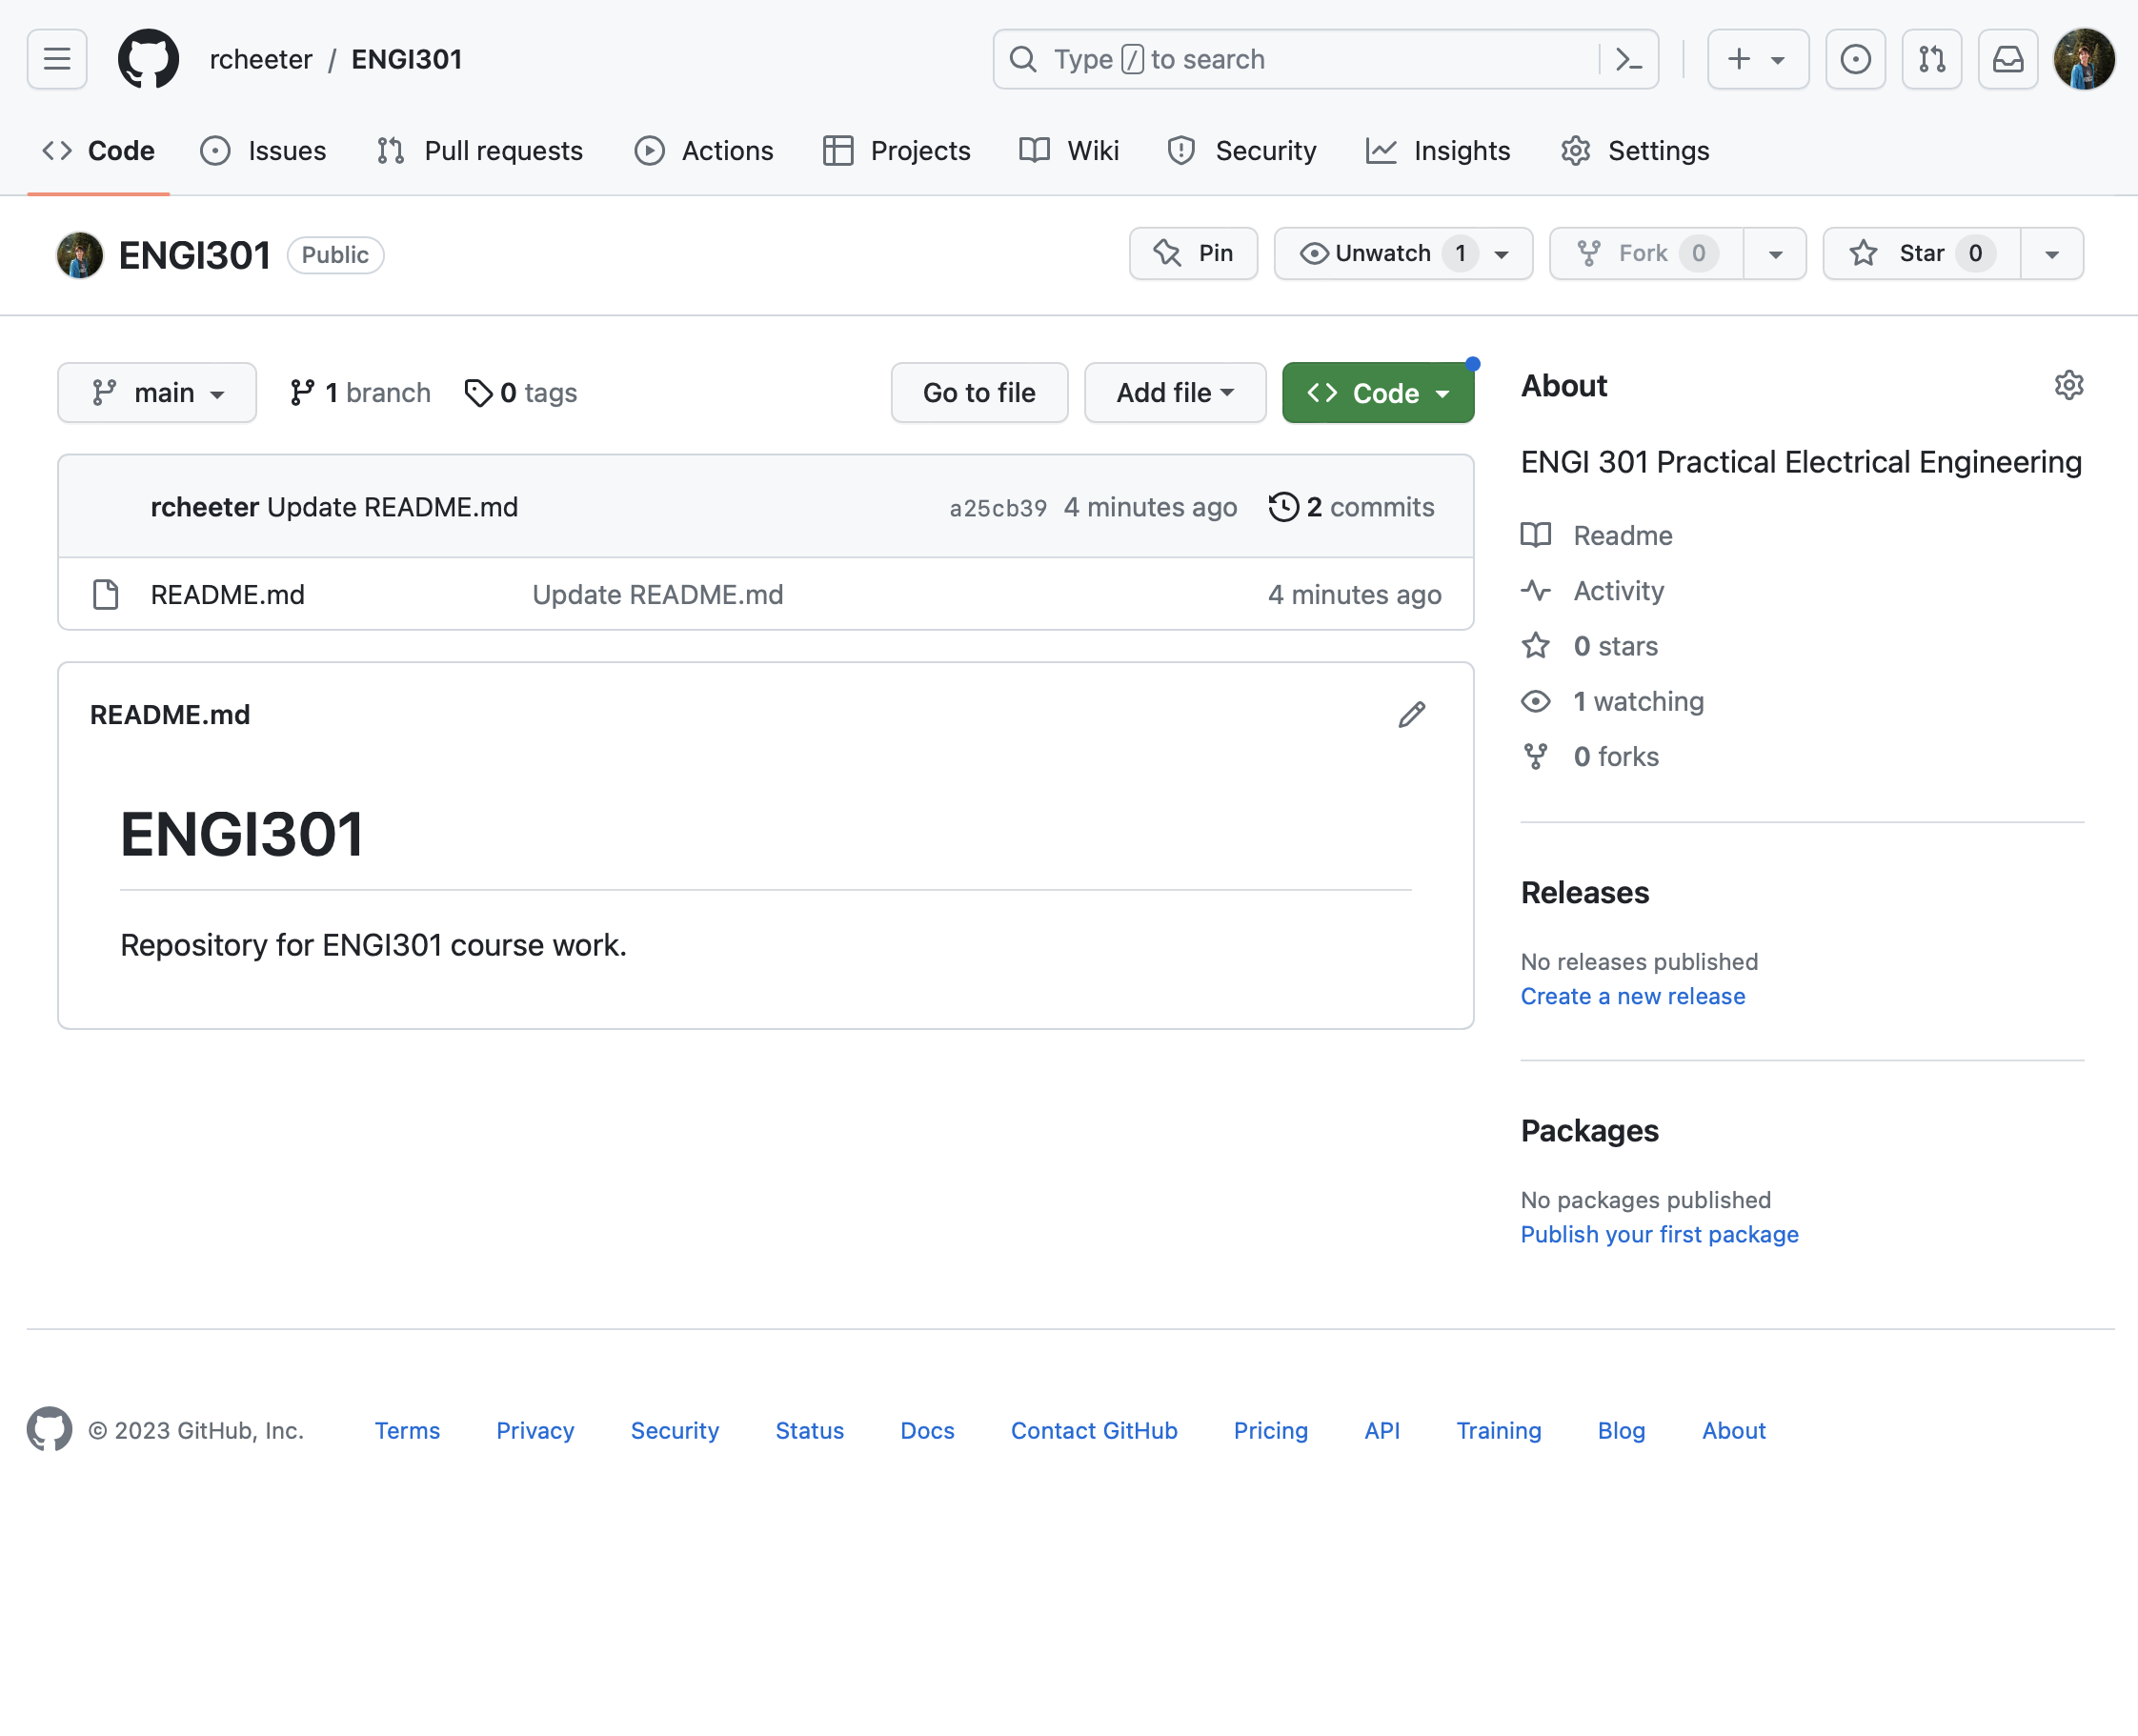 rcheeter / ENGI301
Type / to search
Code
Issues
Pull requests
Actions
Projects
Wiki
Security
Insights
Settings
ENGI301 Public
Pin
Unwatch 1
Fork 0
Star 0
main
1 branch
0 tags
Go to file
Add file
Code
rcheeter Update README.md a25cb39 4 minutes ago 2 commits
README.md Update README.md 4 minutes ago
README.md
ENGI301
Repository for ENGI301 course work.
About
ENGI 301 Practical Electrical Engineering
Readme
Activity
0 stars
1 watching
0 forks
Releases
No releases published
Create a new release
Packages
No packages published
Publish your first package
© 2023 GitHub, Inc. Terms Privacy Security Status Docs Contact GitHub Pricing API Training Blog About